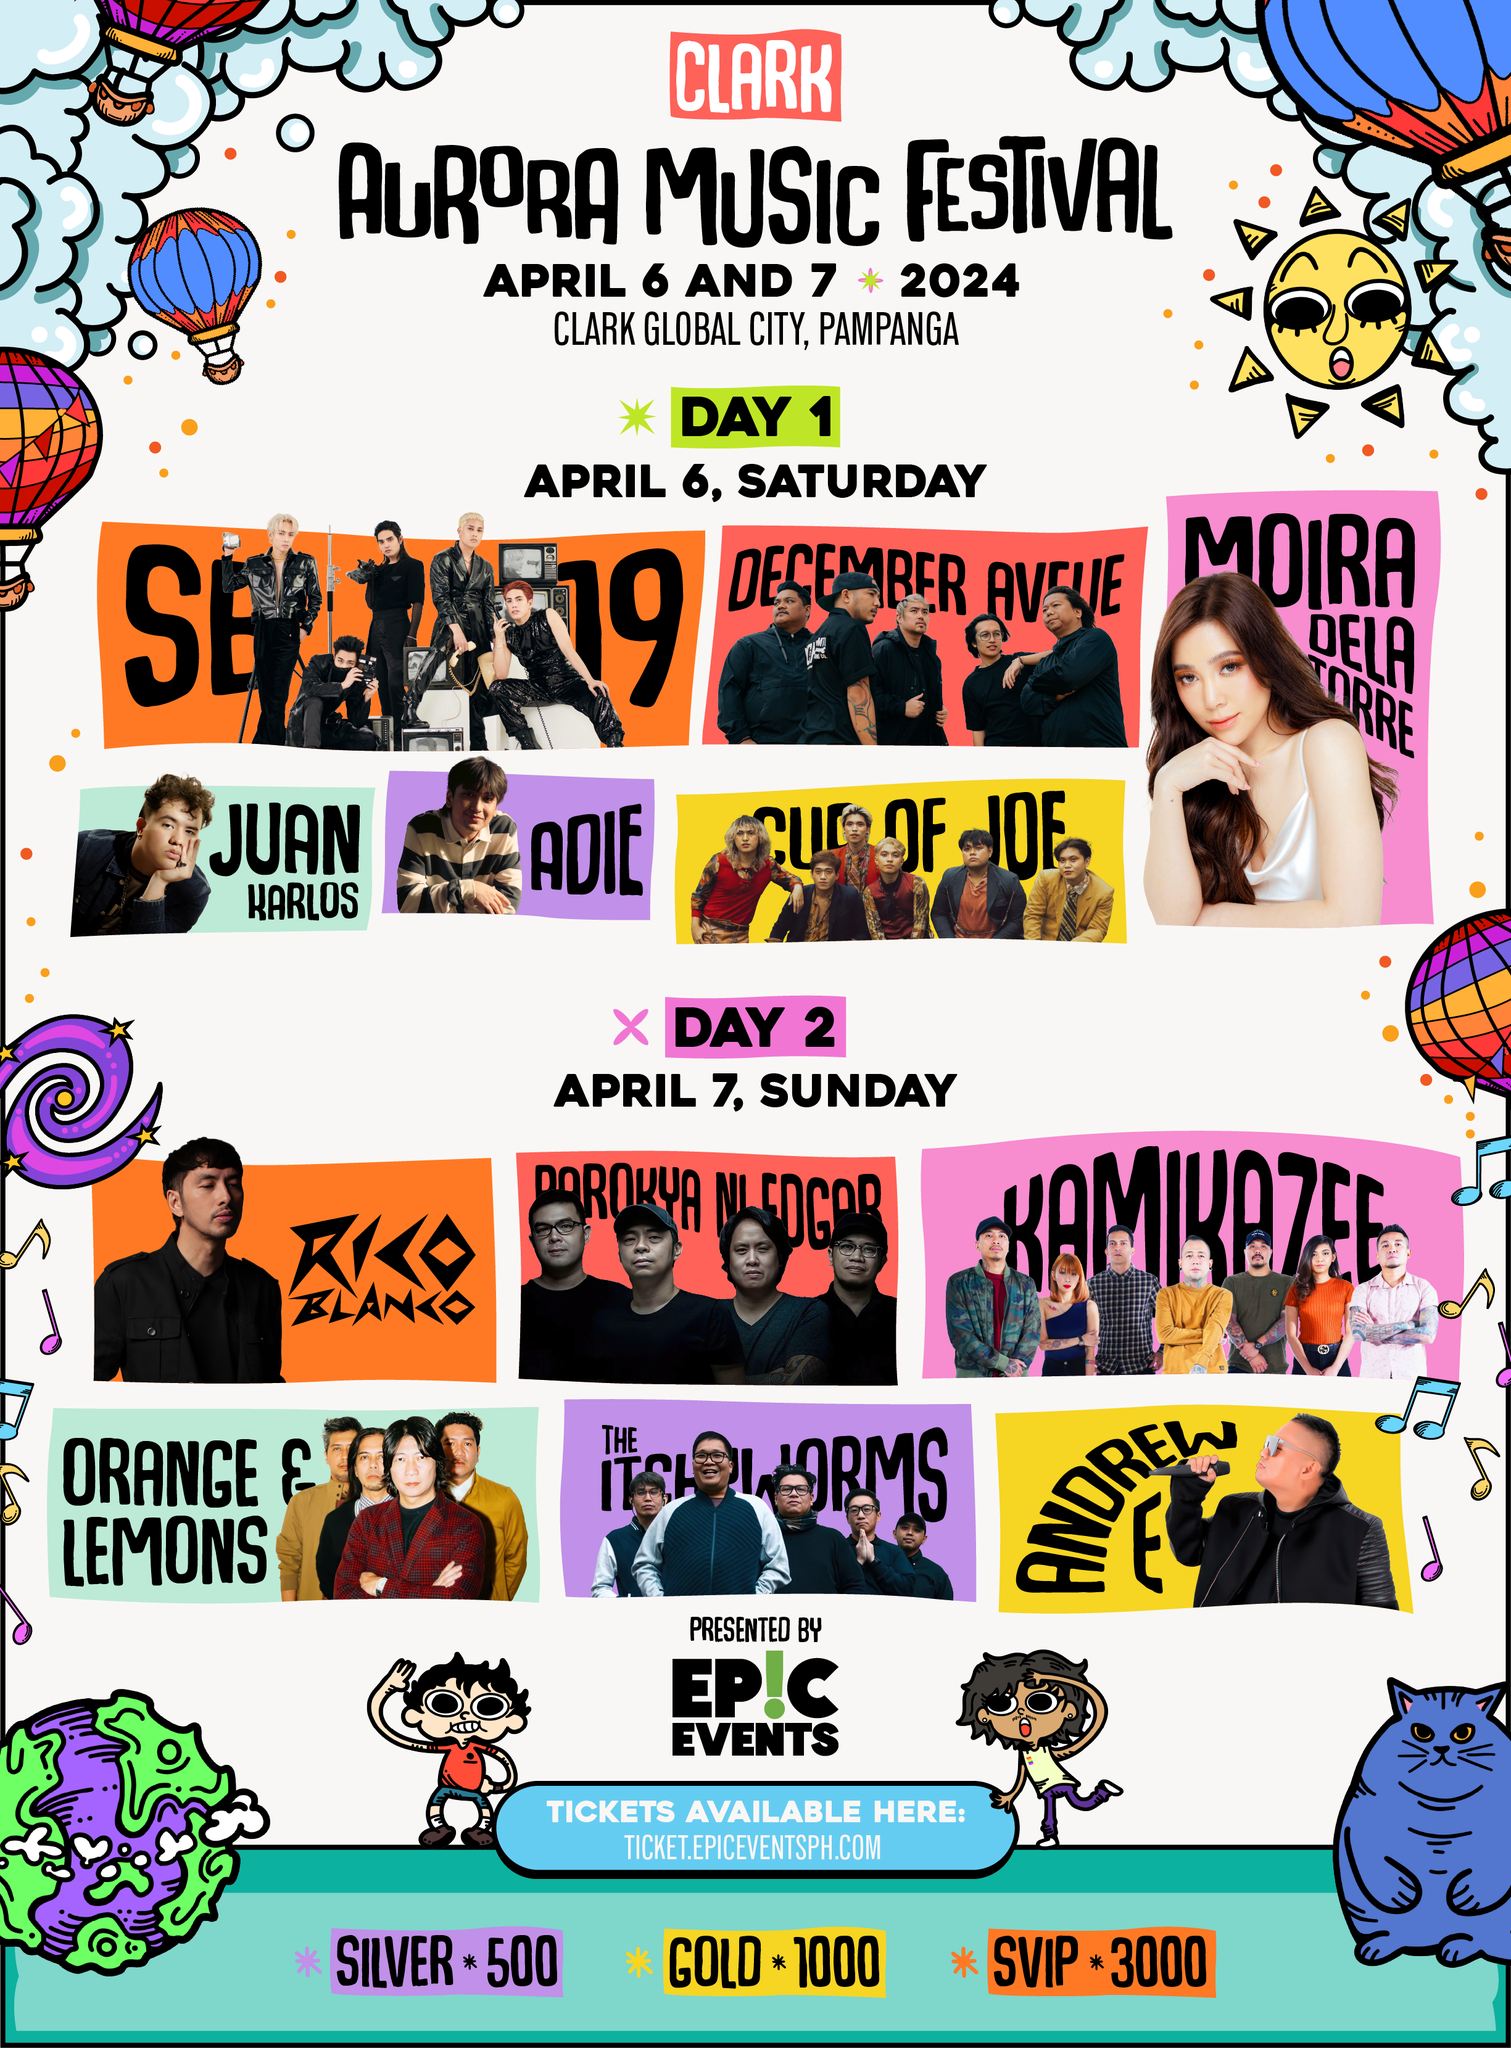 CLARK
AURORA MUSIC FESTIVAL
APRIL 6 AND 7 2024
CLARK GLOBAL CITY, PAMPANGA
DAY 1
APRIL 6, SATURDAY
SB19
DECEMBER AVENUE
MOIRA
DELA
TORRE
JUAN
KARLOS
ADIE
CUP OF JOE
DAY 2
APRIL 7, SUNDAY
RICO
BLANCO
PAROKYA NI EDGAR
KAMIKAZEE
ORANGE &
LEMONS
THE
ITCHYWORMS
ANDREW
E
PRESENTED BY
EP!C
EVENTS
TICKETS AVAILABLE HERE:
TICKET.EPICEVENTSPH.COM
SILVER * 500
GOLD * 1000
SVIP * 3000